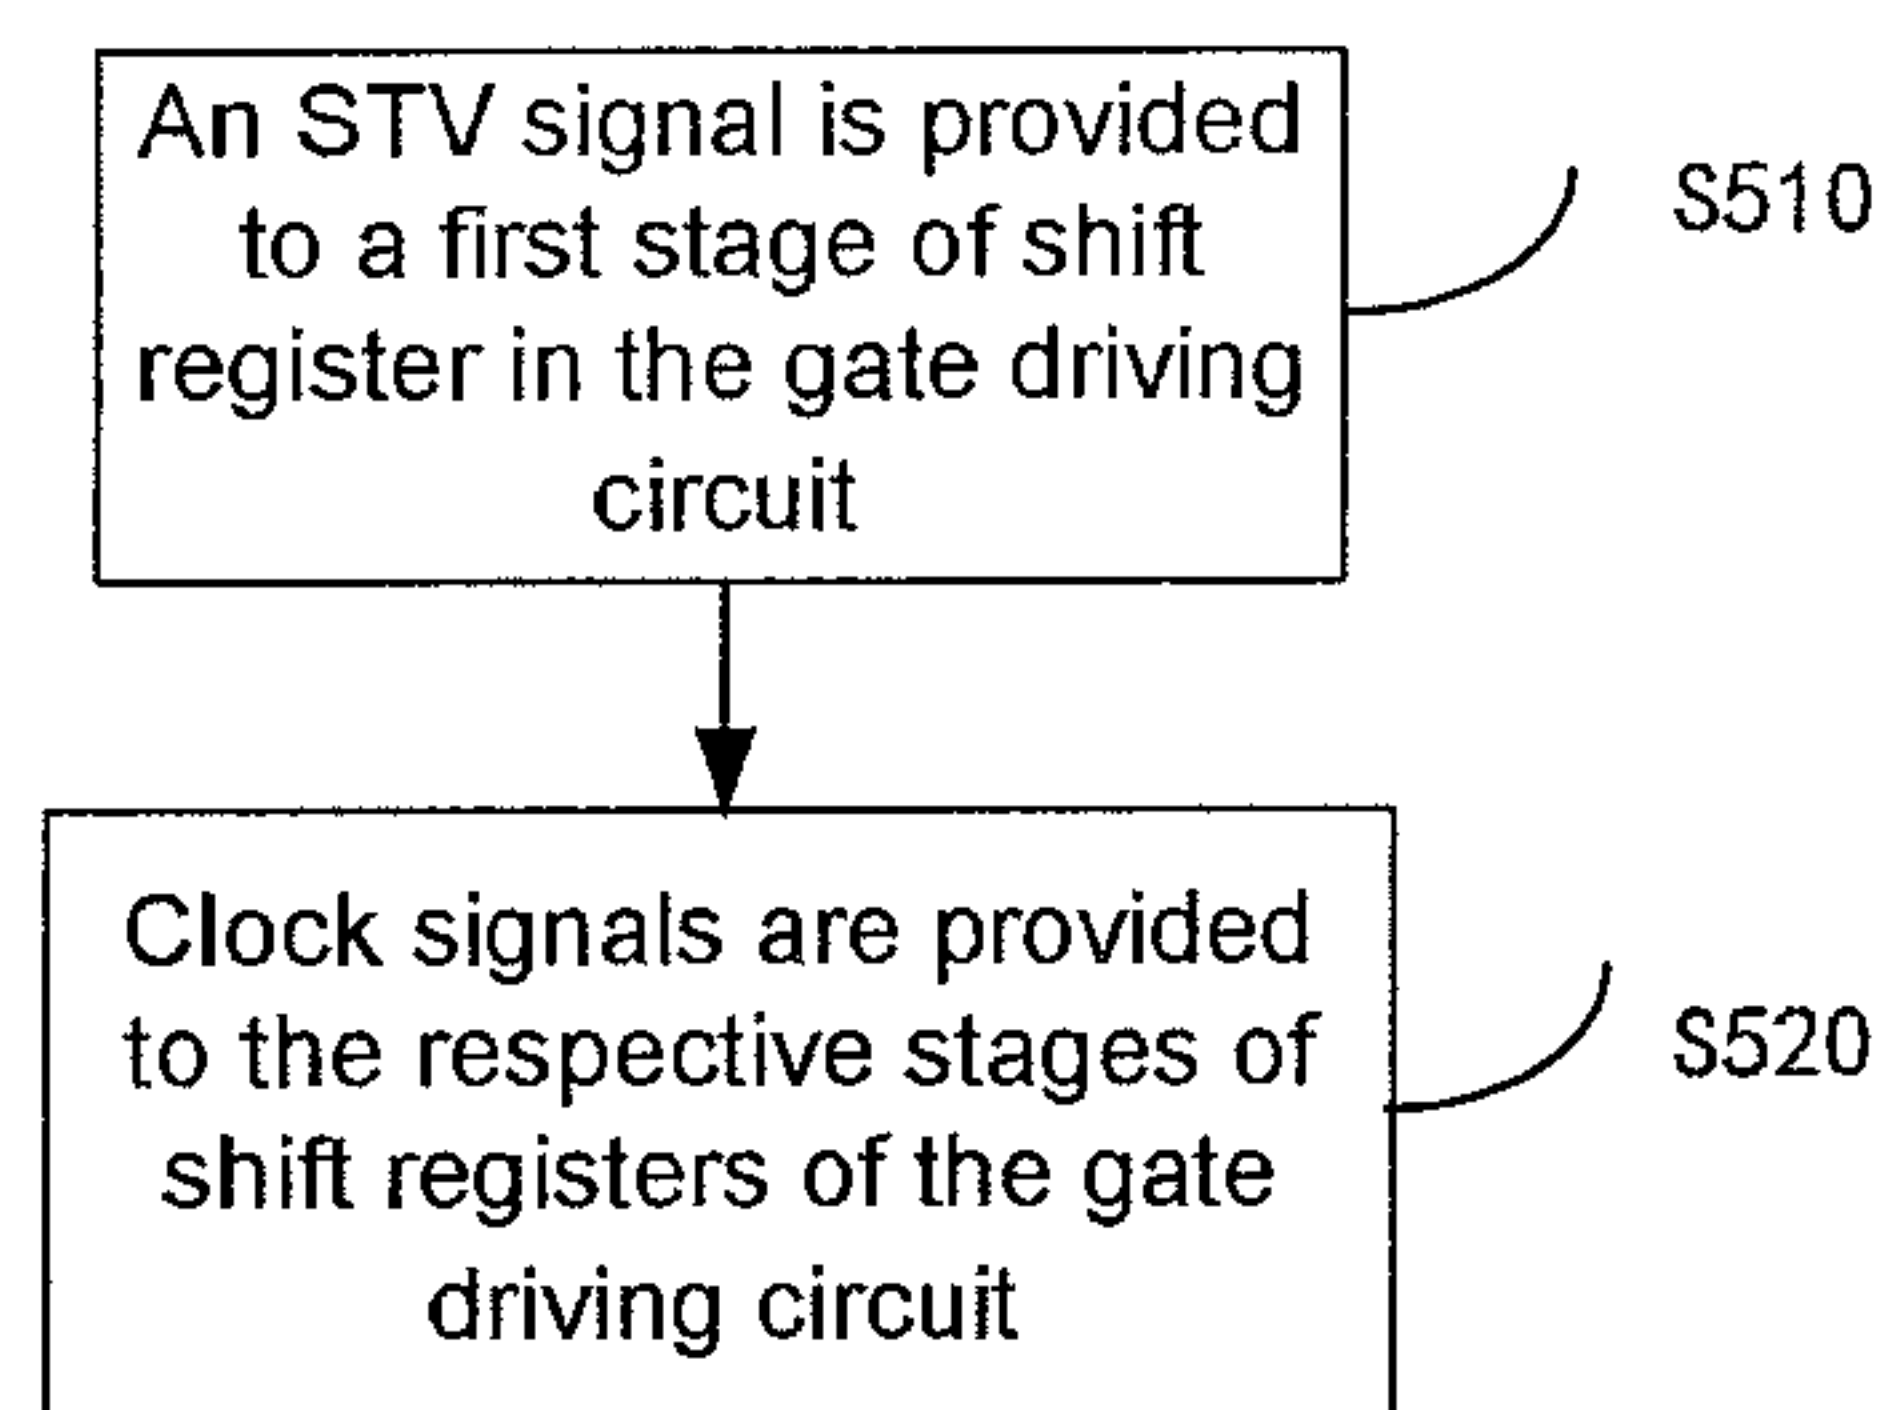 An STV signal is provided
to a first stage of shift
register in the gate driving
circuit
S510
Clock signals are provided
to the respective stages of
shift registers of the gate
driving circuit
S520